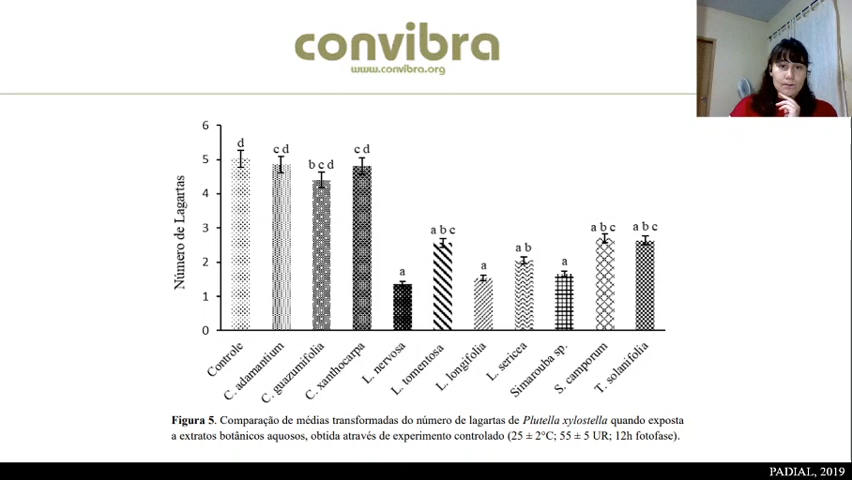 convibra
www.convibra.org
6
5
4
3
2
1
0
Número de Lagartas
d
c d
b c d
c d
a
a b c
a
a b
a
a b c
a b c
Controle
C. adamantium
C. guazumifolia
C. xanthocarpa
L. nervosa
L. tomentosa
L. longifolia
L. sericea
Simarouba sp.
S. camporum
T. solanifolia
Figura 5. Comparação de médias transformadas do número de lagartas de Plutella xylostella quando exposta
a extratos botânicos aquosos, obtida através de experimento controlado (25 ± 2°C; 55 ± 5 UR; 12h fotofase).
PADIAL, 2019